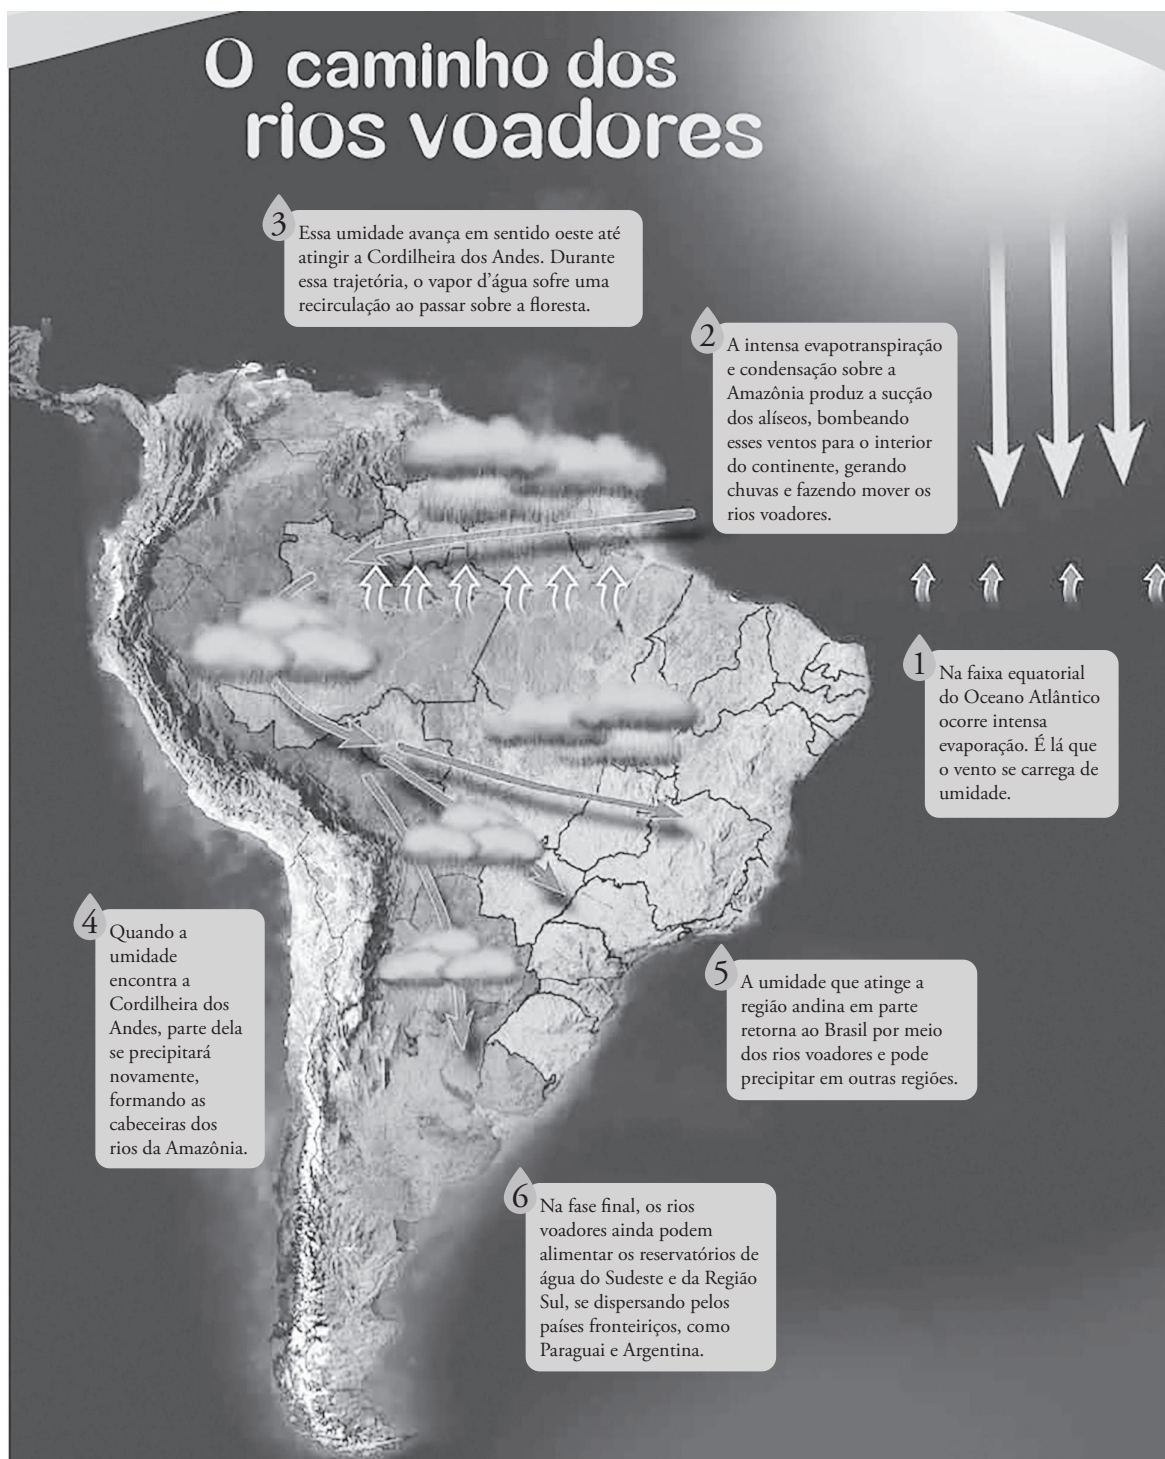 O caminho dos
rios voadores
3
Essa umidade avança em sentido oeste até
atingir a Cordilheira dos Andes. Durante
essa trajetória, o vapor d’água sofre uma
recirculação ao passar sobre a floresta.
2
A intensa evapotranspiração
e condensação sobre a
Amazônia produz a sucção
dos alíseos, bombeando
esses ventos para o interior
do continente, gerando
chuvas e fazendo mover os
rios voadores.
1
Na faixa equatorial
do Oceano Atlântico
ocorre intensa
evaporação. É lá que
o vento se carrega de
umidade.
4
Quando a
umidade
encontra a
Cordilheira dos
Andes, parte dela
se precipitará
novamente,
formando as
cabeceiras dos
rios da Amazônia.
5
A umidade que atinge a
região andina em parte
retorna ao Brasil por meio
dos rios voadores e pode
precipitar em outras regiões.
6
Na fase final, os rios
voadores ainda podem
alimentar os reservatórios de
água do Sudeste e da Região
Sul, se dispersando pelos
países fronteiriços, como
Paraguai e Argentina.